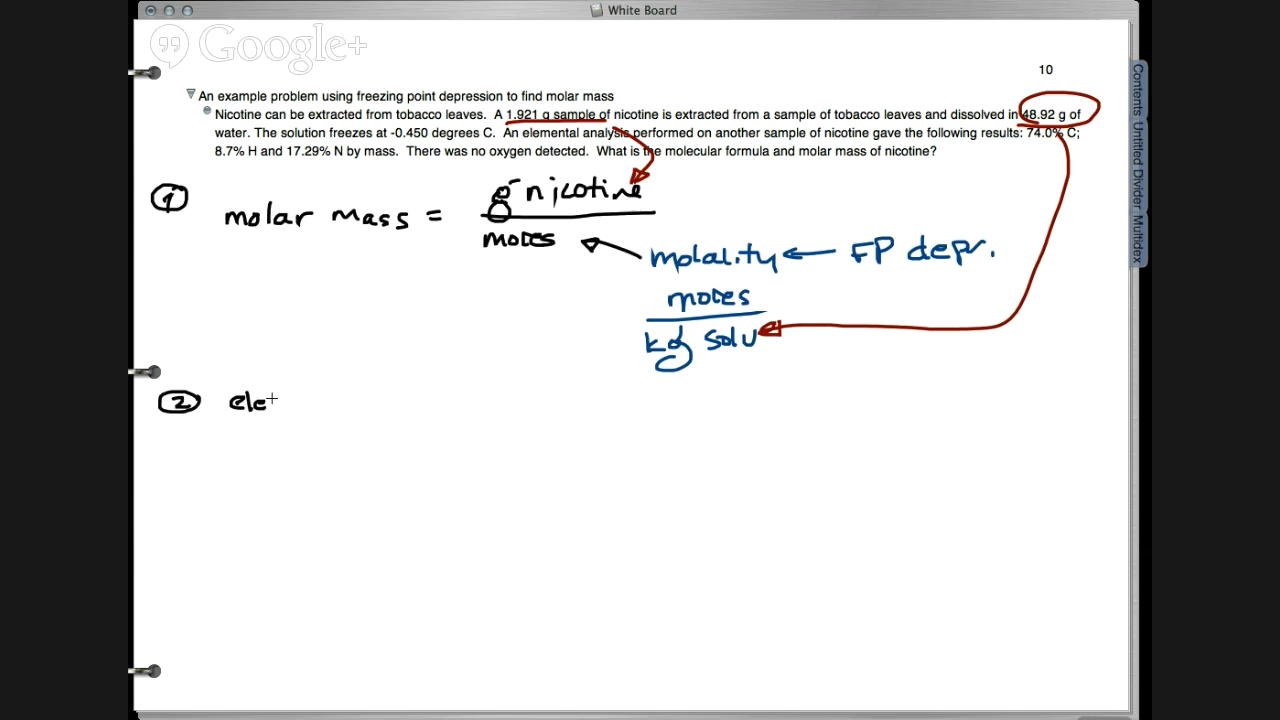 White Board
Google+
10
An example problem using freezing point depression to find molar mass
Nicotine can be extracted from tobacco leaves. A 1.921 g sample of nicotine is extracted from a sample of tobacco leaves and dissolved in 48.92 g of
water. The solution freezes at -0.450 degrees C. An elemental analysis performed on another sample of nicotine gave the following results: 74.0% C;
8.7% H and 17.29% N by mass. There was no oxygen detected. What is the molecular formula and molar mass of nicotine?
1
molar mass = g nicotine
moles
molality ← FP depr.
moles
kg solv
2 ele
Contents Untitled Divider Multidex